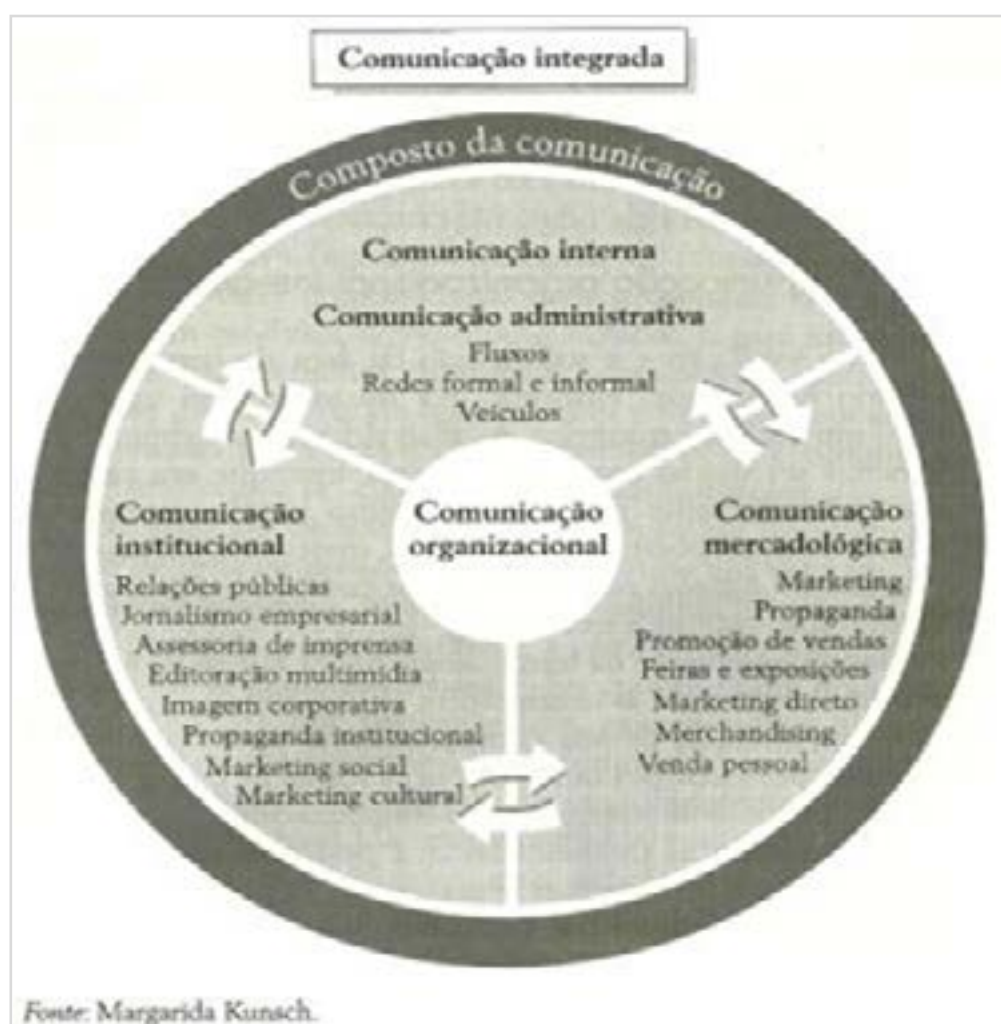 Comunicação integrada
Composto da comunicação
Comunicação interna
Comunicação administrativa
Fluxos
Redes formal e informal
Veículos
Comunicação
institucional
Relações públicas
Jornalismo empresarial
Assessoria de imprensa
Editoração multimídia
Imagem corporativa
Propaganda institucional
Marketing social
Marketing cultural
Comunicação
organizacional
Comunicação
mercadológica
Marketing
Propaganda
Promoção de vendas
Feiras e exposições
Marketing direto
Merchandising
Venda pessoal
Fonte: Margarida Kunsch.